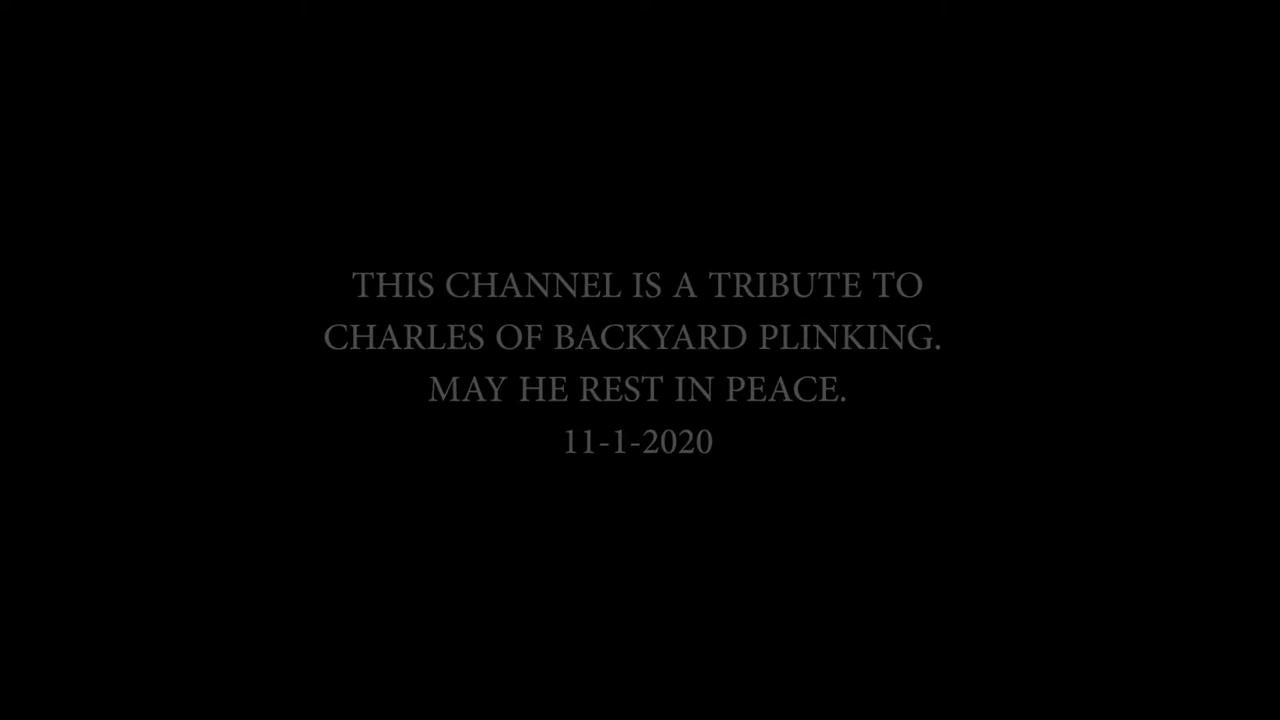 THIS CHANNEL IS A TRIBUTE TO
CHARLES OF BACKYARD PLINKING.
MAY HE REST IN PEACE.
11-1-2020